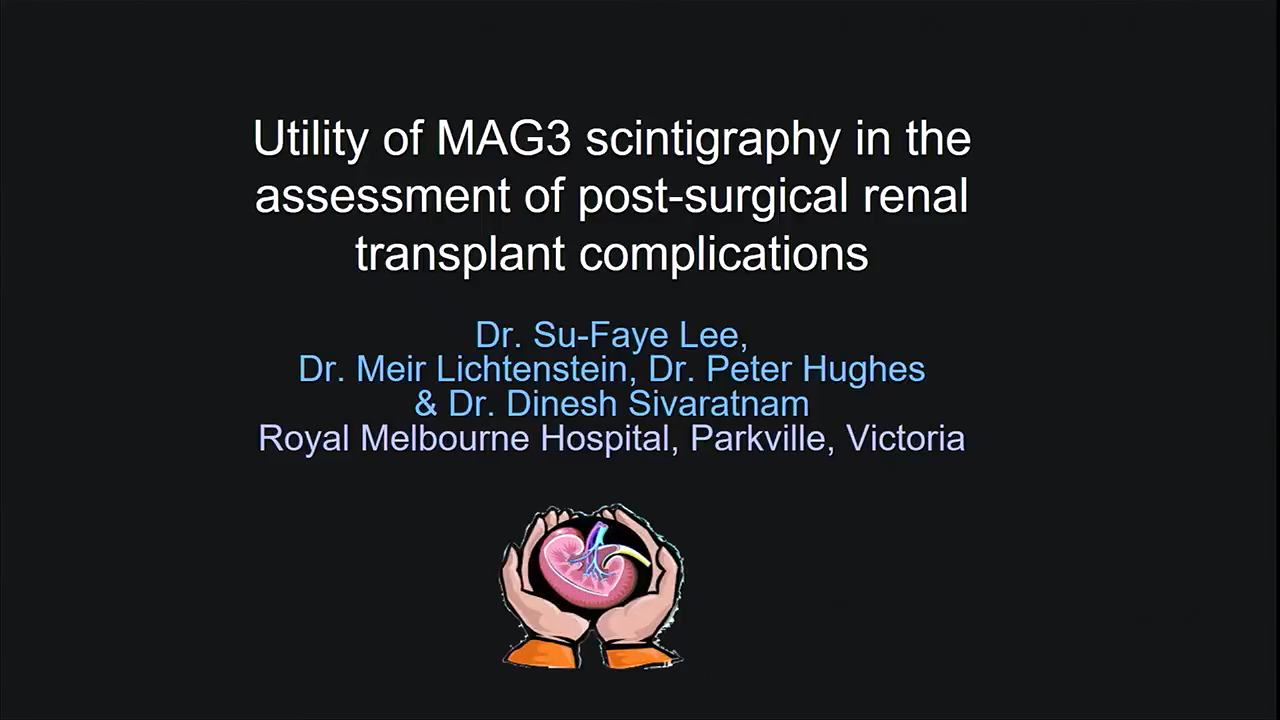 Utility of MAG3 scintigraphy in the
assessment of post-surgical renal
transplant complications
Dr. Su-Faye Lee,
Dr. Meir Lichtenstein, Dr. Peter Hughes
& Dr. Dinesh Sivaratnam
Royal Melbourne Hospital, Parkville, Victoria